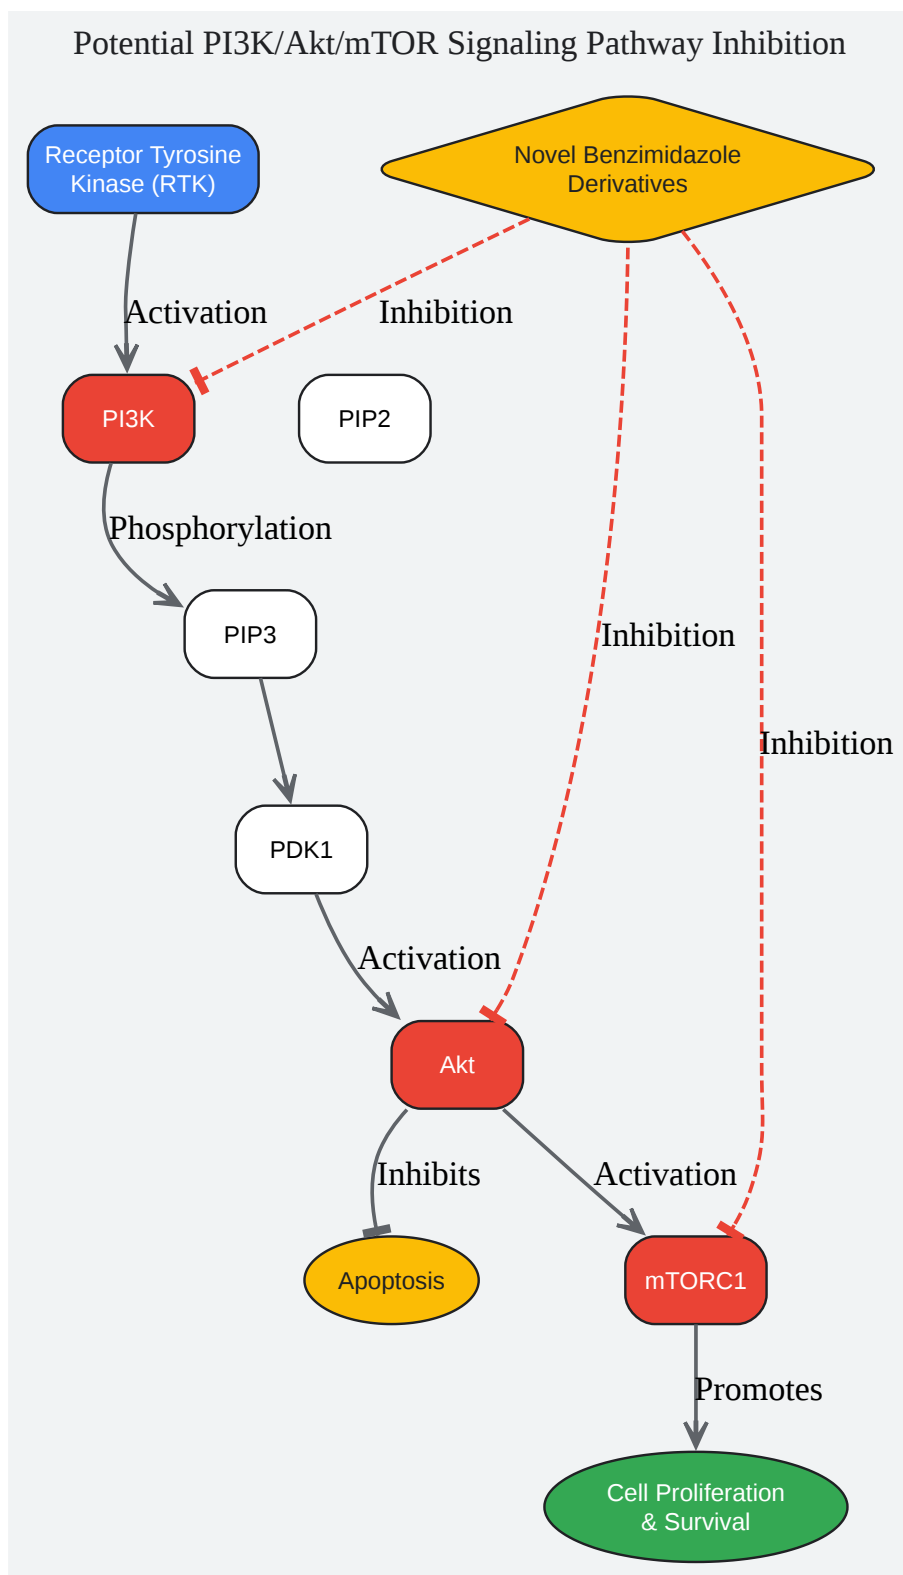 Potential PI3K/Akt/mTOR Signaling Pathway Inhibition
Receptor Tyrosine
Kinase (RTK)
Novel Benzimidazole
Derivatives
Activation
Inhibition
PI3K
PIP2
Phosphorylation
PIP3
Inhibition
Inhibition
PDK1
Activation
Akt
Inhibits
Activation
Apoptosis
mTORC1
Promotes
Cell Proliferation
& Survival